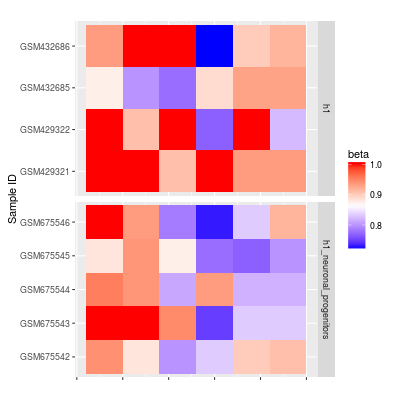 Sample ID
GSM432686
GSM432685
GSM429322
GSM429321
h1
GSM675546
GSM675545
GSM675544
GSM675543
GSM675542
h1_neuronal_progenitors
beta
1.0
0.9
0.8